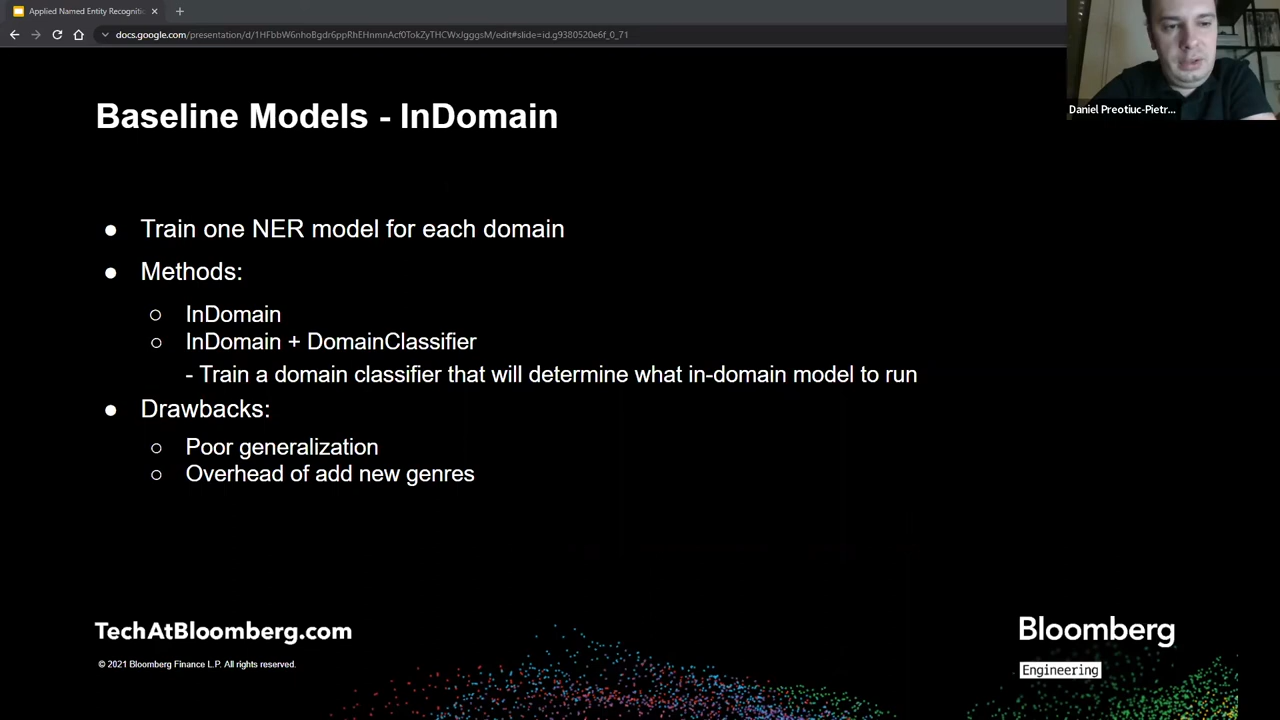 Applied Named Entity Recogniti
docs.google.com/presentation/d/1HFbbW6nhoBgdr6ppRhEHnmnAcf0TokZyTHCWxJgggsM/edit#slide=id.g9380520e6f_0_71
Daniel Preotiuc-Pietr...
Baseline Models - InDomain
● Train one NER model for each domain
● Methods:
○ InDomain
○ InDomain + DomainClassifier
- Train a domain classifier that will determine what in-domain model to run
● Drawbacks:
○ Poor generalization
○ Overhead of add new genres
TechAtBloomberg.com
© 2021 Bloomberg Finance L.P. All rights reserved.
Bloomberg
Engineering